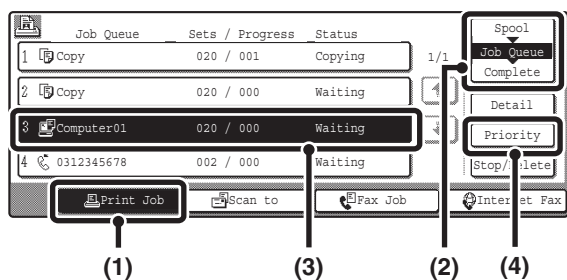 Job Queue Sets / Progress Status
1 Copy 020 / 001 Copying
2 Copy 020 / 000 Waiting
3 Computer01 020 / 000 Waiting
4 0312345678 002 / 000 Waiting
1/1
Spool
Job Queue
Complete
Detail
Priority
Stop/Delete
Print Job Scan to Fax Job Internet Fax
(1) (3) (2) (4)